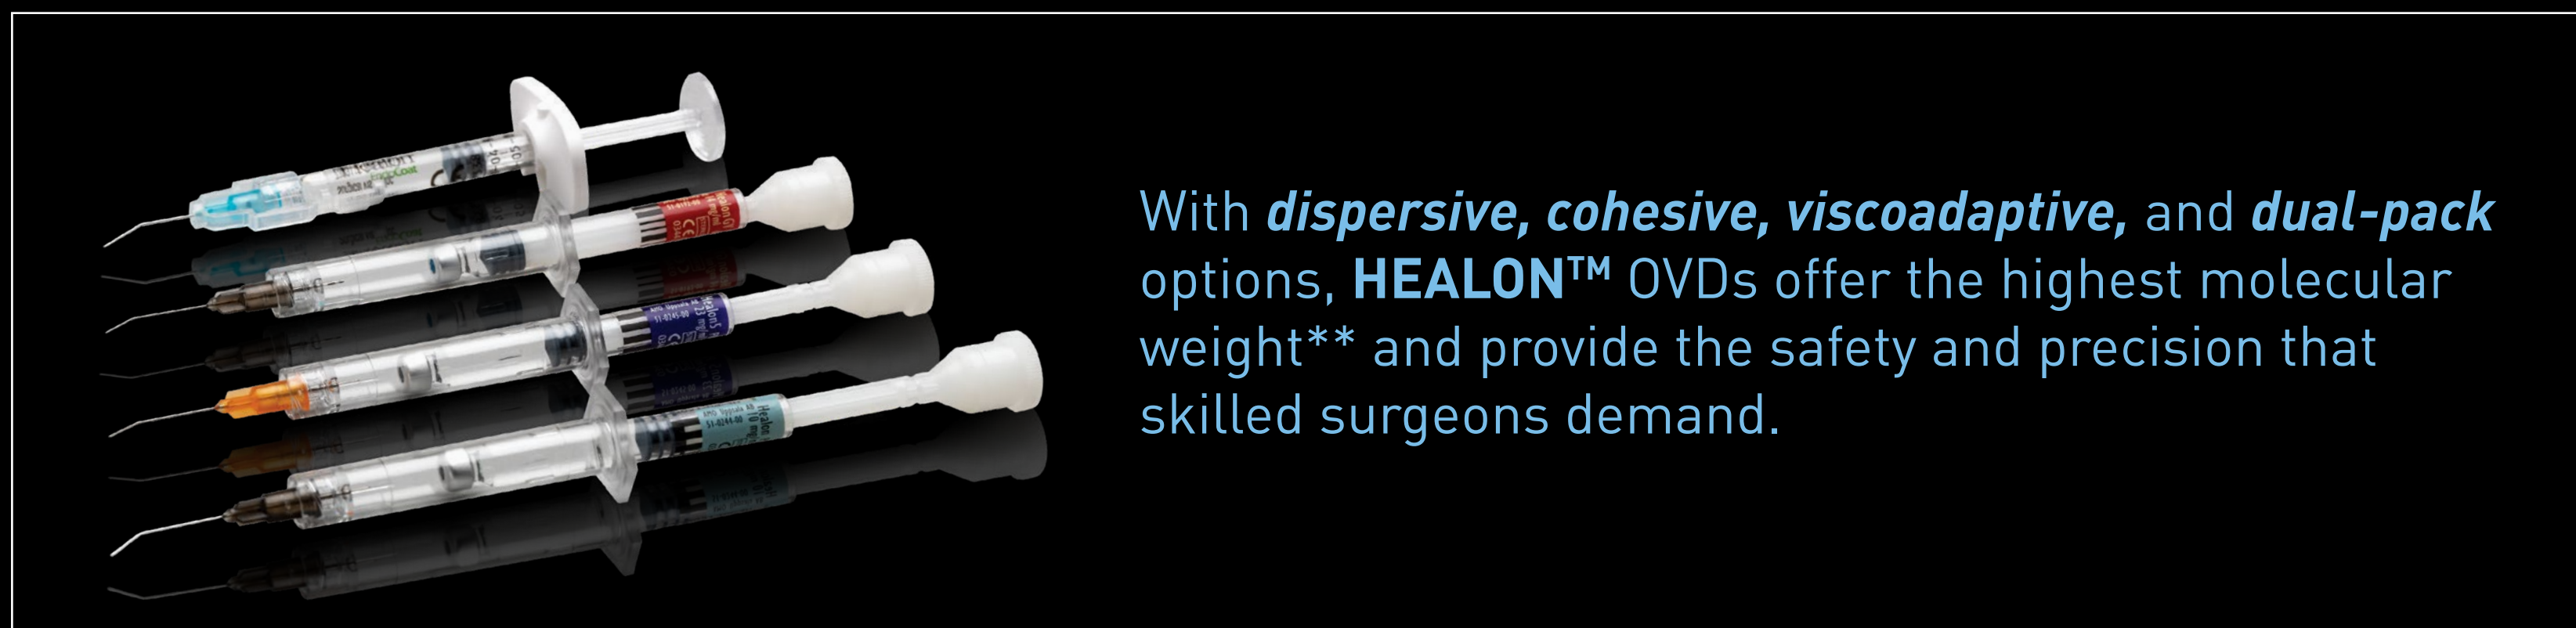 With dispersive, cohesive, viscoadaptive, and dual-pack
options, HEALON™ OVDs offer the highest molecular
weight** and provide the safety and precision that
skilled surgeons demand.